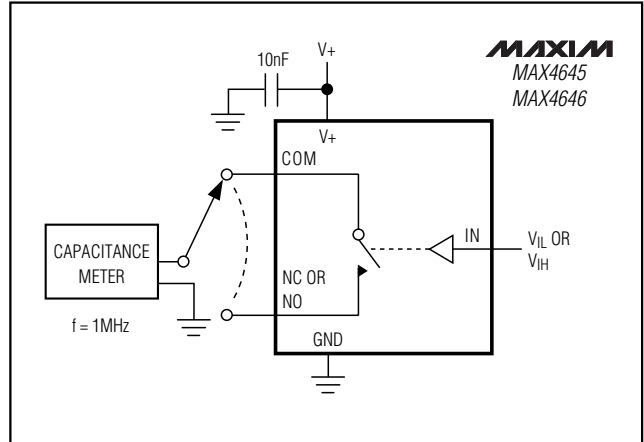 10nF
V+
MAXIM
MAX4645
MAX4646
V+
COM
IN
VIL OR
VIH
CAPACITANCE
METER
NC OR
NO
f = 1MHz
GND